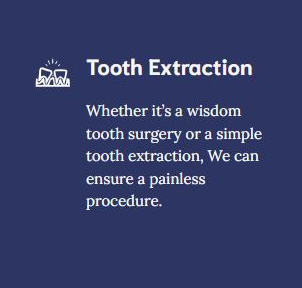 Tooth Extraction
Whether it's a wisdom
tooth surgery or a simple
tooth extraction, We can
ensure a painless
procedure.